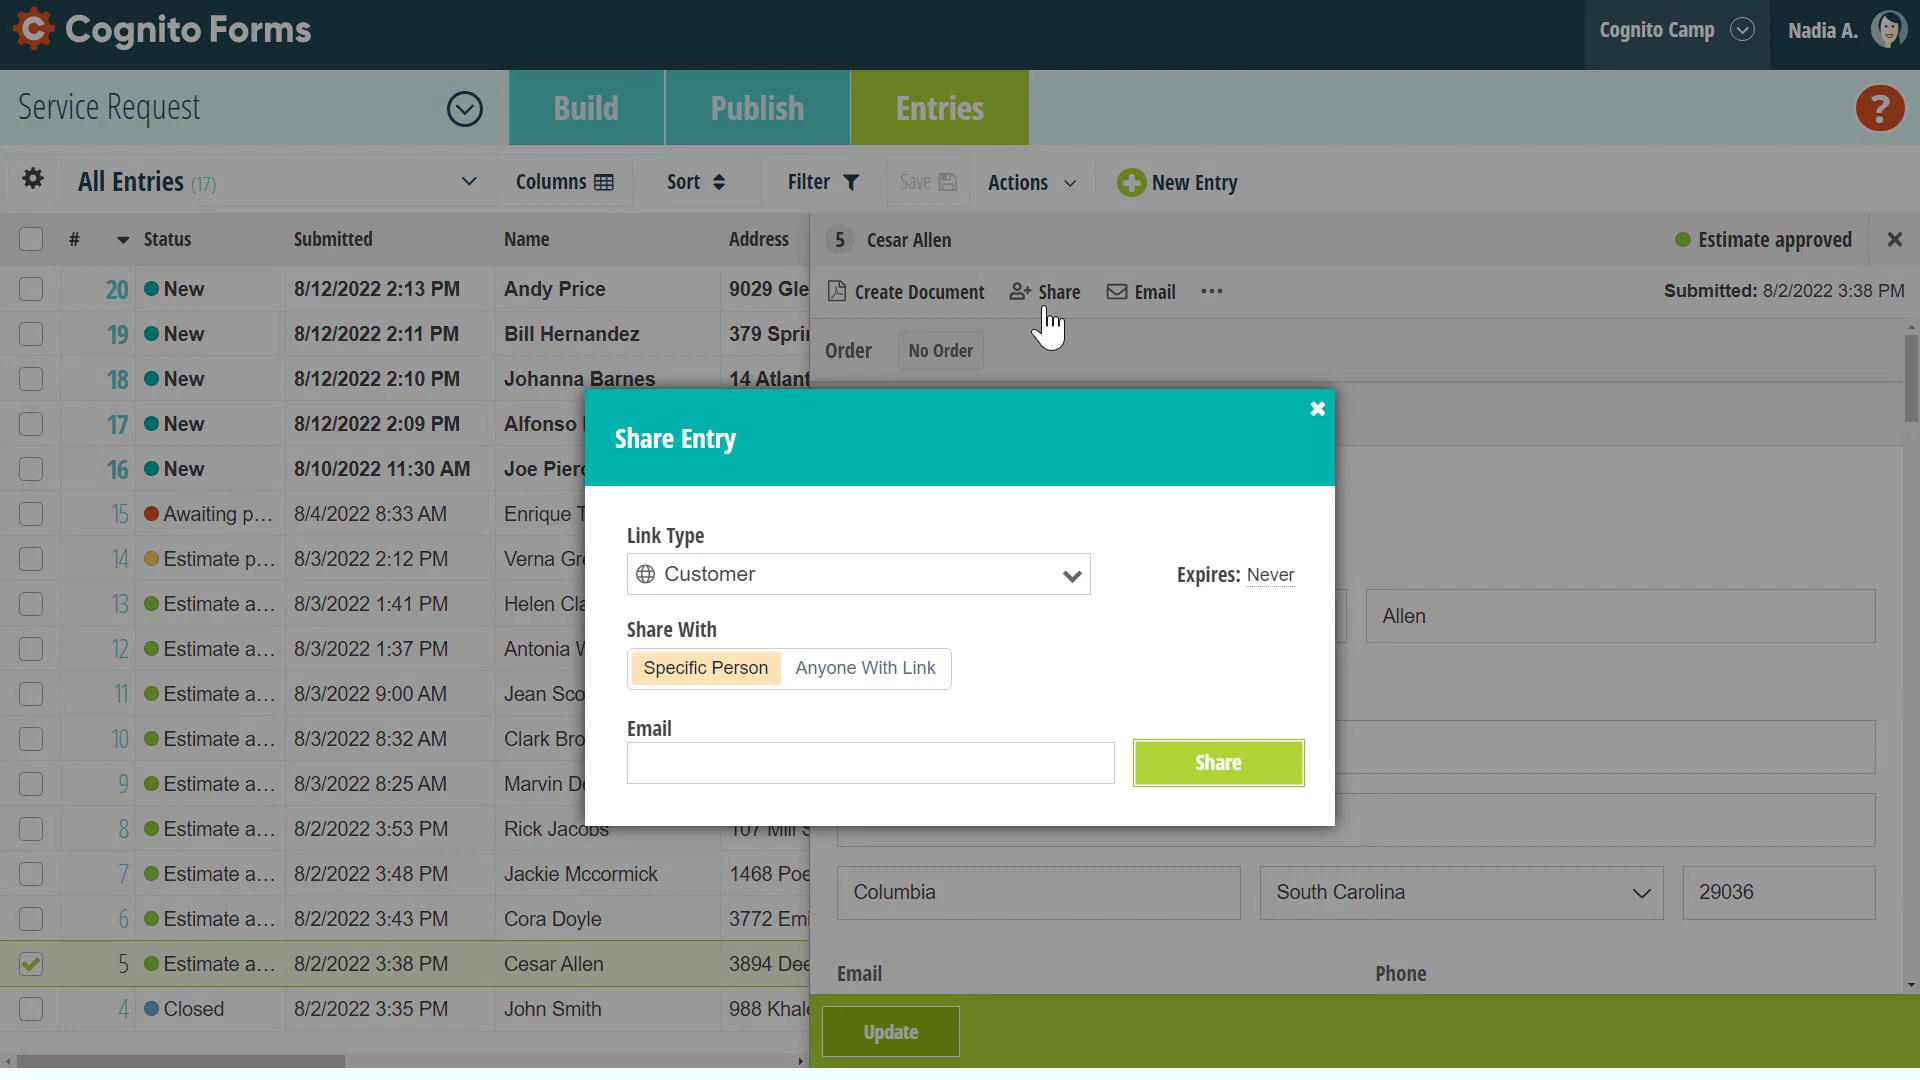 Cognito Forms
Cognito Camp
Nadia A.
Service Request
Build
Publish
Entries
?
All Entries (17)
Columns
Sort
Filter
Save
Actions
New Entry
# Status Submitted Name Address
20 New 8/12/2022 2:13 PM Andy Price 9029 Gle
19 New 8/12/2022 2:11 PM Bill Hernandez 379 Spri
18 New 8/12/2022 2:10 PM Johanna Barnes 14 Atlant
17 New 8/12/2022 2:09 PM Alfonso
16 New 8/10/2022 11:30 AM Joe Pier
15 Awaiting p... 8/4/2022 8:33 AM Enrique T
14 Estimate p... 8/3/2022 2:12 PM Verna Gr
13 Estimate a... 8/3/2022 1:41 PM Helen Cla
12 Estimate a... 8/3/2022 1:37 PM Antonia W
11 Estimate a... 8/3/2022 9:00 AM Jean Sco
10 Estimate a... 8/3/2022 8:32 AM Clark Bro
9 Estimate a... 8/3/2022 8:25 AM Marvin De
8 Estimate a... 8/2/2022 3:53 PM Rick Jacobs 107 Mill S
7 Estimate a... 8/2/2022 3:48 PM Jackie Mccormick 1468 Poe
6 Estimate a... 8/2/2022 3:43 PM Cora Doyle 3772 Emi
5 Estimate a... 8/2/2022 3:38 PM Cesar Allen 3894 Dee
4 Closed 8/2/2022 3:35 PM John Smith 988 Khale
5 Cesar Allen
Estimate approved
Create Document
Share
Email
Submitted: 8/2/2022 3:38 PM
Order
No Order
Share Entry
Link Type
Customer
Expires: Never
Share With
Specific Person
Anyone With Link
Email
Share
Allen
Columbia
South Carolina
29036
Email
Phone
Update